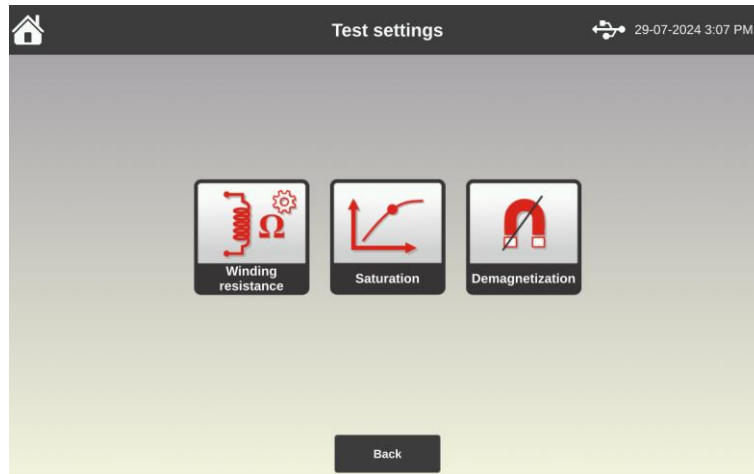 Test settings
29-07-2024 3:07 PM
Ω
Winding
resistance
Saturation
Demagnetization
Back